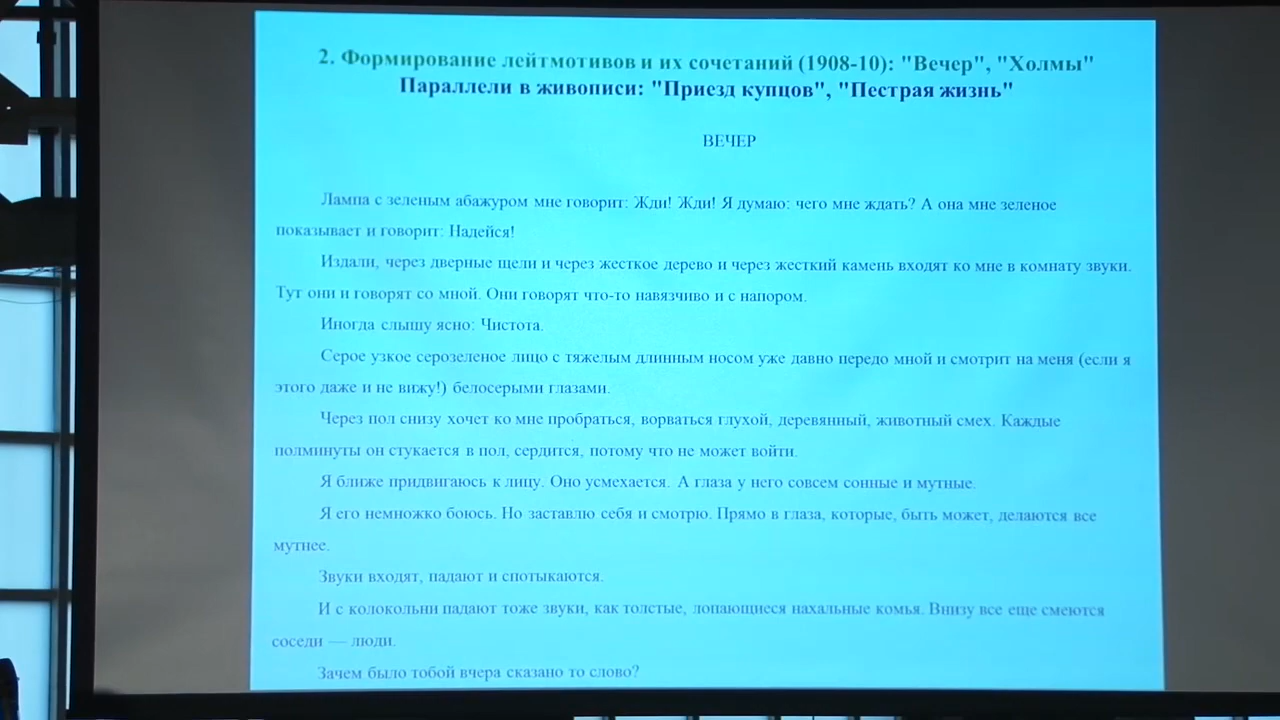 2. Формирование лейтмотивов и их сочетаний (1908-10): "Вечер", "Холмы"
Параллели в живописи: "Приезд купцов", "Пестрая жизнь"
ВЕЧЕР
Лампа с зеленым абажуром мне говорит: Жди! Жди! Я думаю: чего мне ждать? А она мне зеленое
показывает и говорит: Надейся!
Издали, через дверные щели и через жесткое дерево и через жесткий камень входят ко мне в комнату звуки.
Тут они и говорят со мной. Они говорят что-то навязчиво и с напором.
Иногда слышу ясно: Чистота.
Серое узкое серозеленое лицо с тяжелым длинным носом уже давно передо мной и смотрит на меня (если я
этого даже и не вижу!) белосерыми глазами.
Через пол снизу хочет ко мне пробраться, ворваться глухой, деревянный, животный смех. Каждые
полминуты он стукается в пол, сердится, потому что не может войти.
Я ближе придвигаюсь к лицу. Оно усмехается. А глаза у него совсем сонные и мутные.
Я его немножко боюсь. Но заставлю себя и смотрю. Прямо в глаза, которые, быть может, делаются все
мутнее.
Звуки входят, падают и спотыкаются.
И с колокольни падают тоже звуки, как толстые, лопающиеся нахальные комья. Внизу все еще смеются
соседи — люди.
Зачем было тобой вчера сказано то слово?